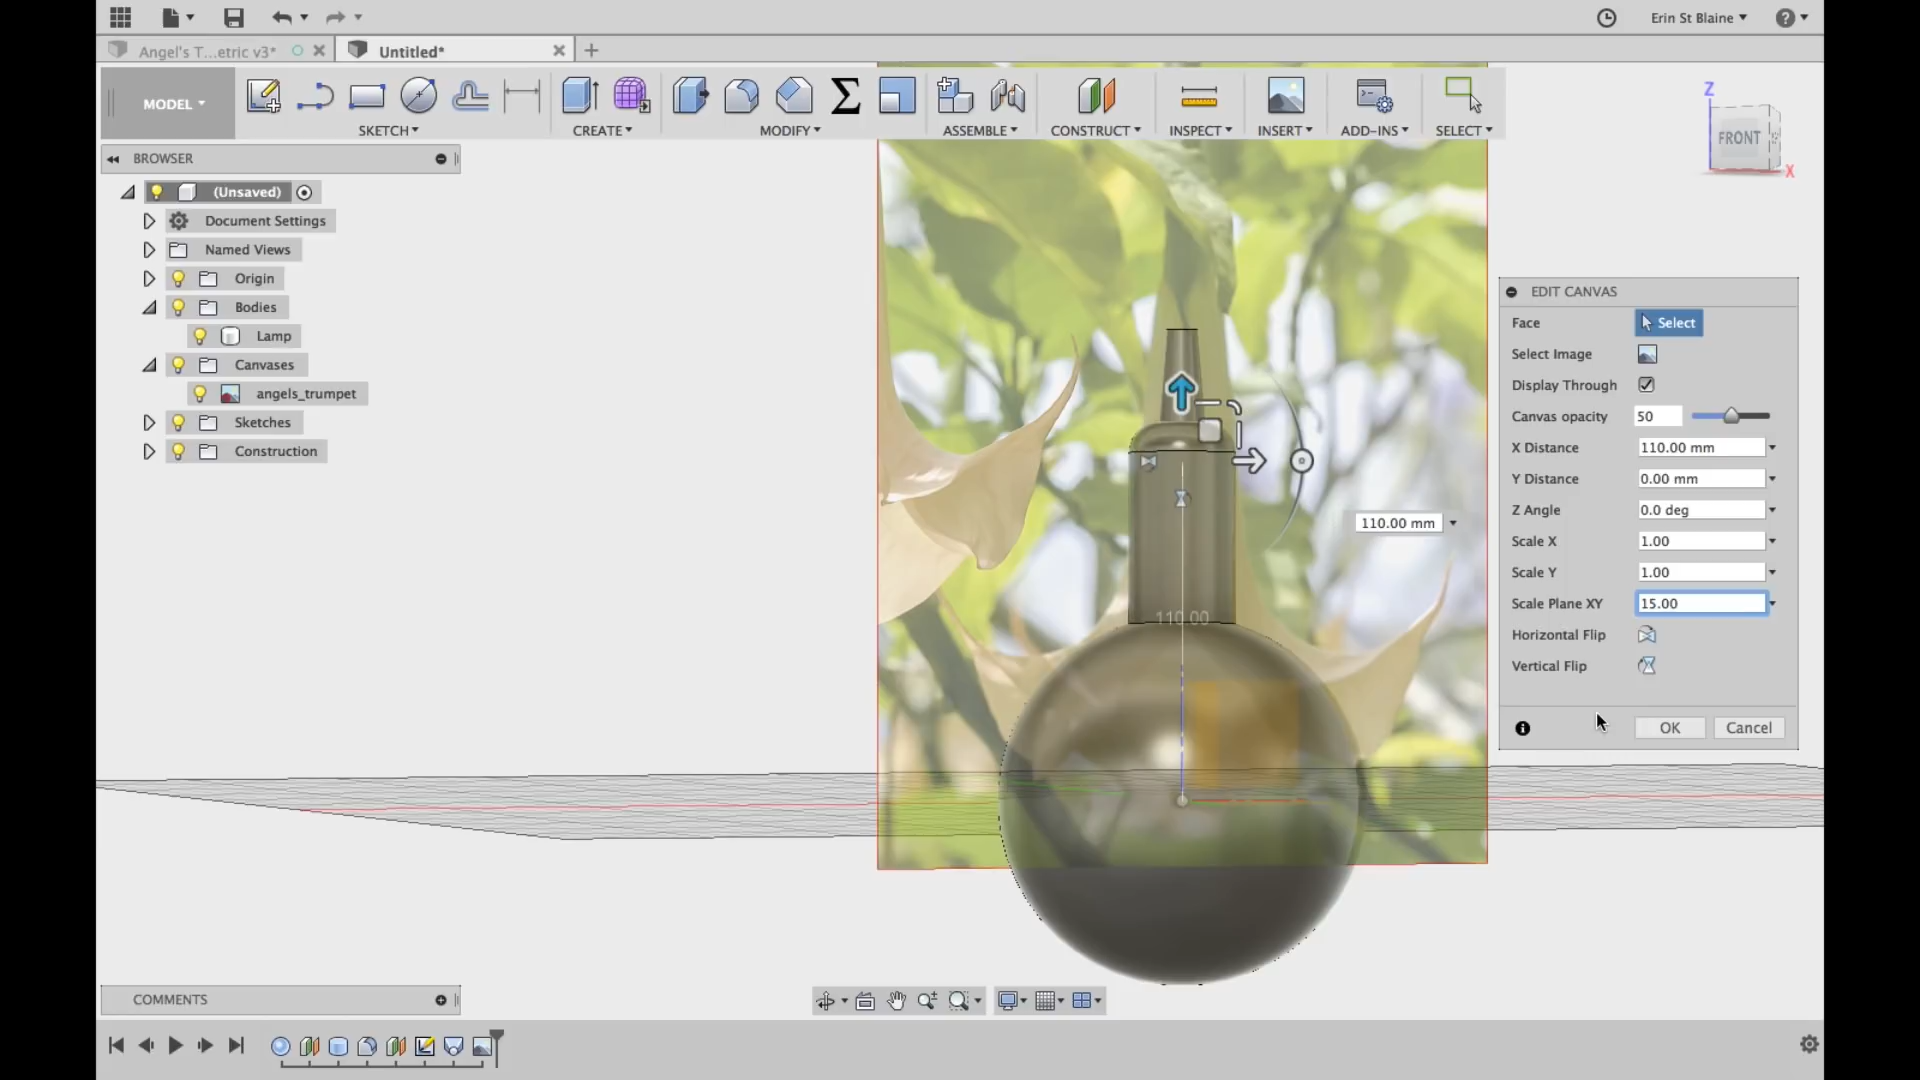 Erin St Blaine
Angel's T...etric v3*
Untitled*
MODEL
SKETCH
CREATE
MODIFY
ASSEMBLE
CONSTRUCT
INSPECT
INSERT
ADD-INS
SELECT
Z
FRONT
X
BROWSER
(Unsaved)
Document Settings
Named Views
Origin
Bodies
Lamp
Canvases
angels_trumpet
Sketches
Construction
EDIT CANVAS
Face Select
Select Image
Display Through
Canvas opacity 50
X Distance 110.00 mm
Y Distance 0.00 mm
Z Angle 0.0 deg
Scale X 1.00
Scale Y 1.00
Scale Plane XY 15.00
Horizontal Flip
Vertical Flip
OK Cancel
110.00 mm
110.00
COMMENTS